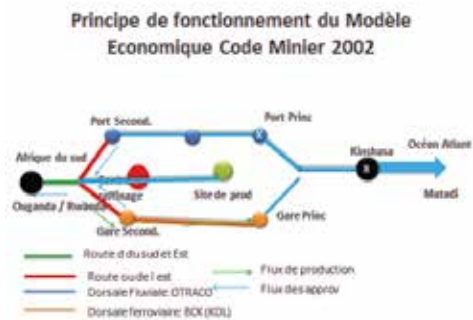 Principe de fonctionnement du Modèle
Economique Code Minier 2002
Port Second.
Port Princ
Afrique du sud
Kinshasa
Océan Atlant
X
X
raffinage
Site de prod
Ouganda / Rwanda
Matadi
Gare Second.
Gare Princ
Route d du sud et Est
Route ou de l est
Flux de production
Dorsale Fluviale: OTRACO
Flux des approv
Dorsale ferroviaire: BCK (KDL)